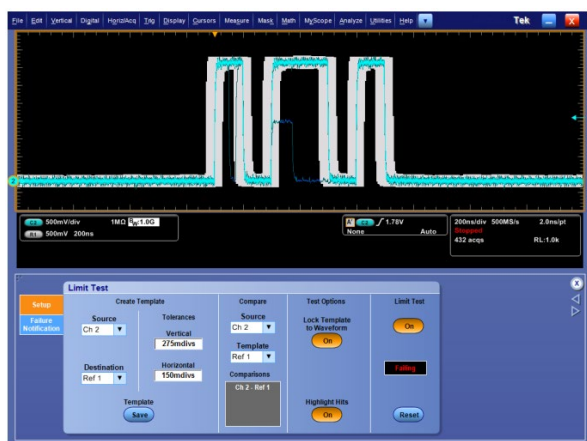 File Edit Vertical Digital Horiz/Acq Trig Display Cursors Measure Mask Math MyScope Analyze Utilities Help Tek X
2
C2 500mV/div 1MΩ BW:1.0G
R1 500mV 200ns
A' C2 1.78V
None Auto
200ns/div 500MS/s 2.0ns/pt
Stopped
432 acqs RL:1.0k
Limit Test
X
Setup
Failure
Notification
Create Template
Source
Ch 2
Destination
Ref 1
Tolerances
Vertical
275mdivs
Horizontal
150mdivs
Template
Save
Compare
Source
Ch 2
Template
Ref 1
Comparisons
Ch 2 - Ref 1
Test Options
Lock Template
to Waveform
On
Highlight Hits
On
Limit Test
On
Failing
Reset